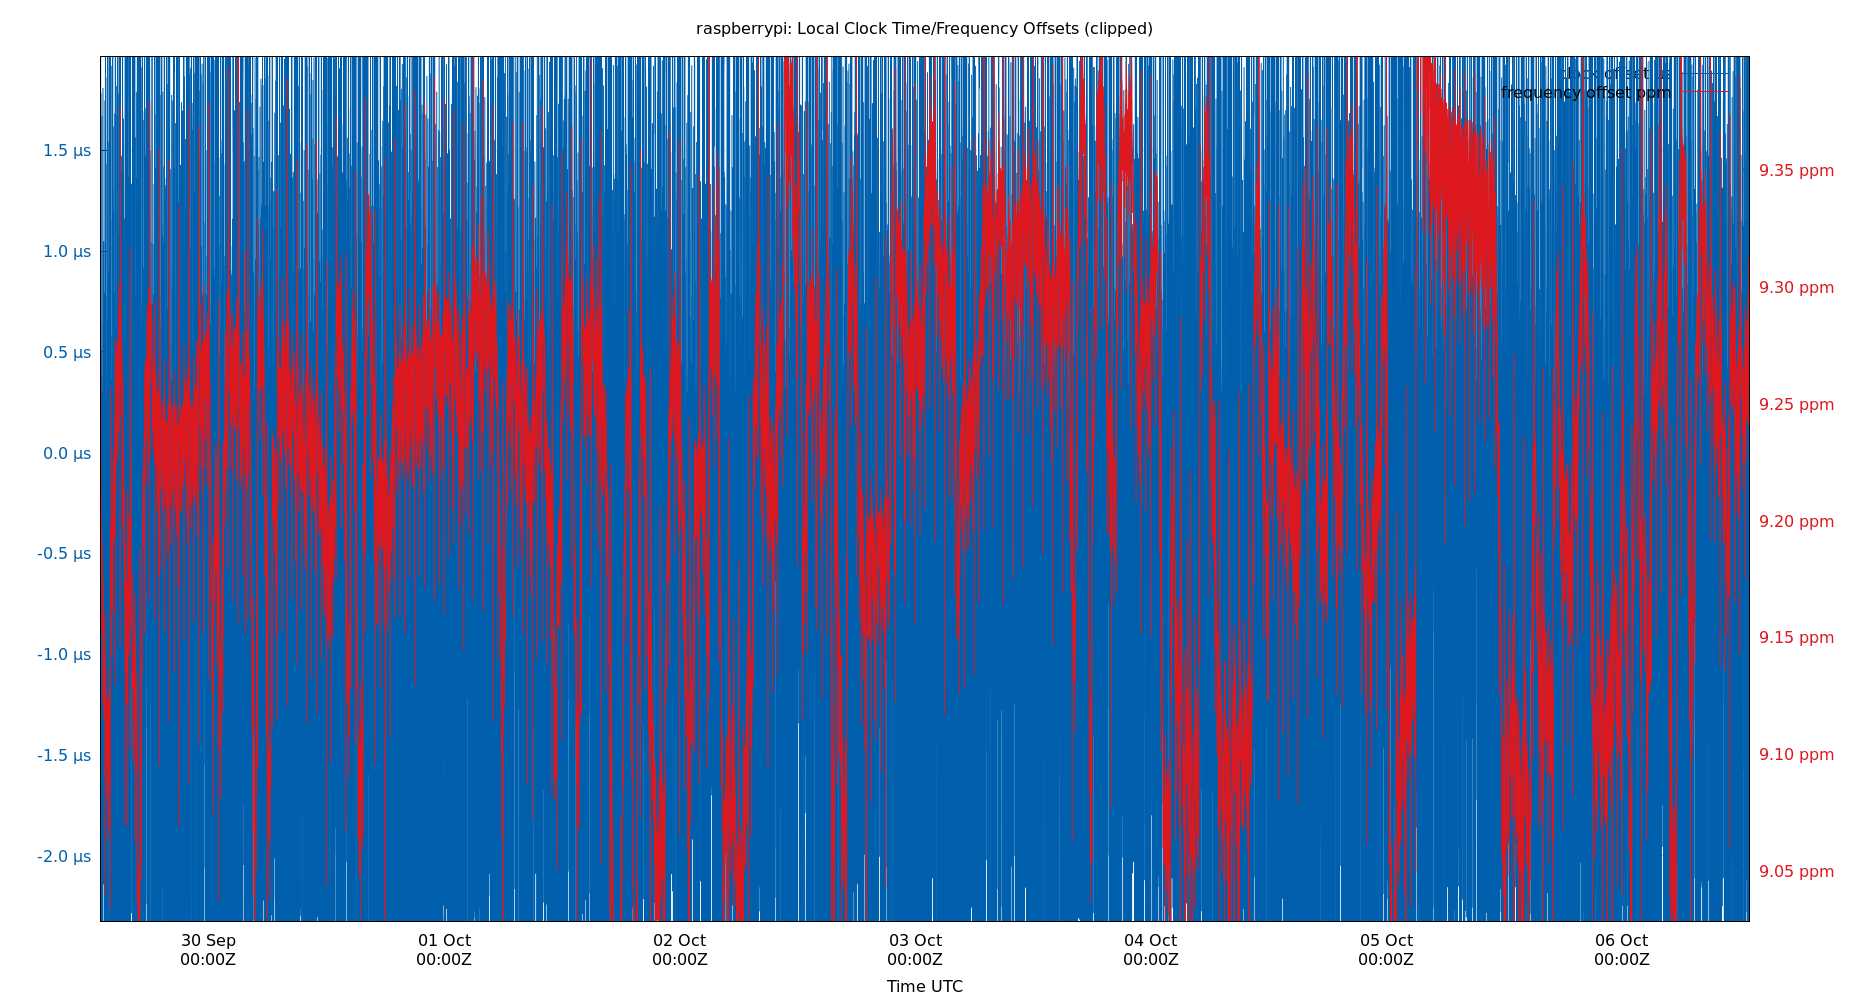 raspberrypi: Local Clock Time/Frequency Offsets (clipped)
clock offset µs
frequency offset ppm
1.5 µs
1.0 µs
0.5 µs
0.0 µs
-0.5 µs
-1.0 µs
-1.5 µs
-2.0 µs
9.35 ppm
9.30 ppm
9.25 ppm
9.20 ppm
9.15 ppm
9.10 ppm
9.05 ppm
30 Sep 01 Oct 02 Oct 03 Oct 04 Oct 05 Oct 06 Oct
00:00Z 00:00Z 00:00Z 00:00Z 00:00Z 00:00Z 00:00Z
Time UTC